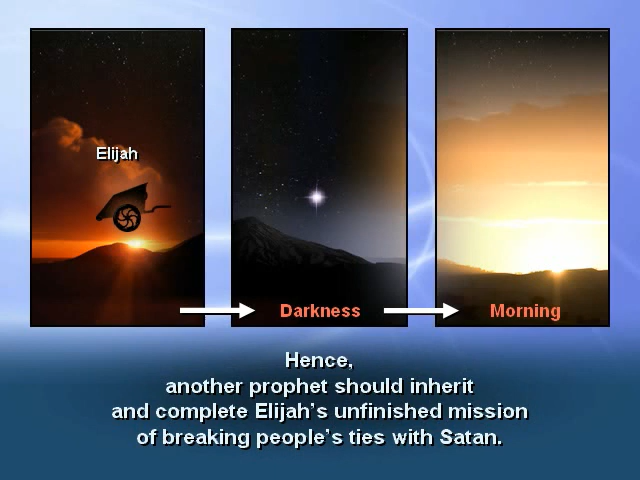 Elijah
Darkness
Morning
Hence,
another prophet should inherit
and complete Elijah's unfinished mission
of breaking people's ties with Satan.